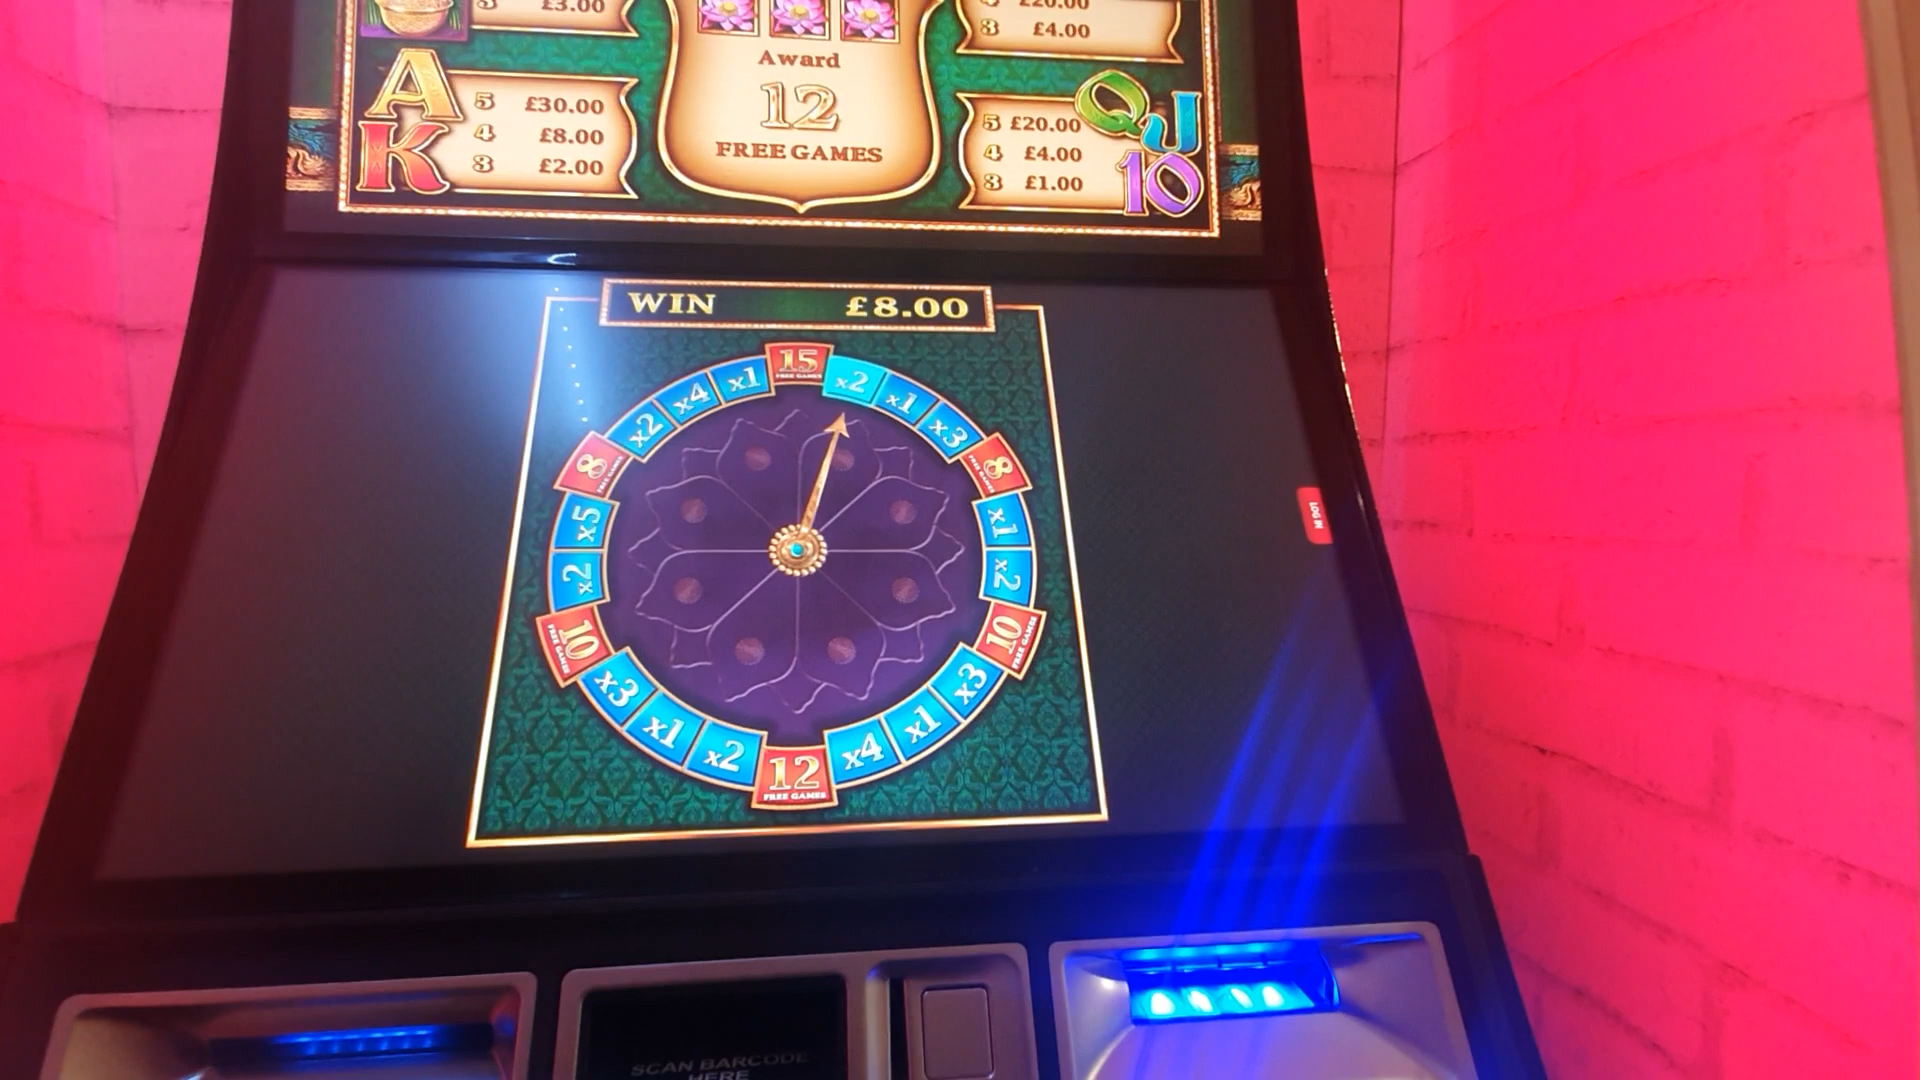 3 £3.00
£20.00
3 £4.00
Award
12
FREE GAMES
A
K
5 £30.00
4 £8.00
3 £2.00
5 £20.00
4 £4.00
3 £1.00
Q
J
10
WIN £8.00
15
FREE GAMES
x2
x1
x3
8
FREE GAMES
x1
x2
10
FREE GAMES
x3
x1
x4
12
FREE GAMES
x2
x1
x3
10
FREE GAMES
x2
x5
8
FREE GAMES
x2
x4
x1
SCAN BARCODE
HERE